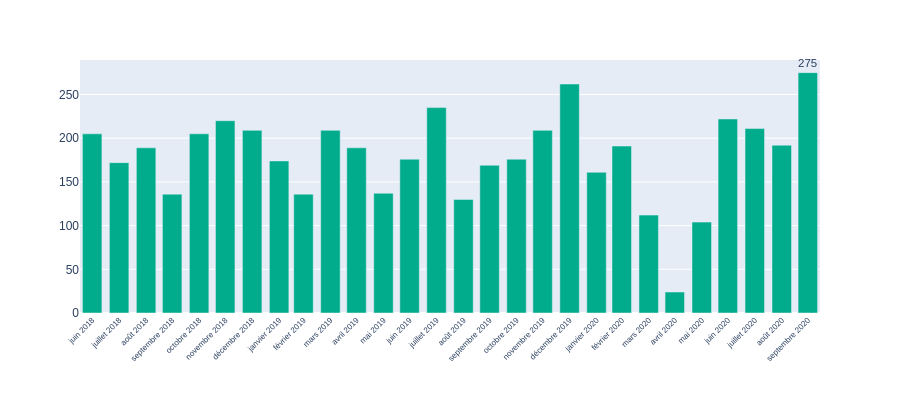 275
250
200
150
100
50
0
juin 2018
juillet 2018
août 2018
septembre 2018
octobre 2018
novembre 2018
décembre 2018
janvier 2019
février 2019
mars 2019
avril 2019
mai 2019
juin 2019
juillet 2019
août 2019
septembre 2019
octobre 2019
novembre 2019
décembre 2019
janvier 2020
février 2020
mars 2020
avril 2020
mai 2020
juin 2020
juillet 2020
août 2020
septembre 2020